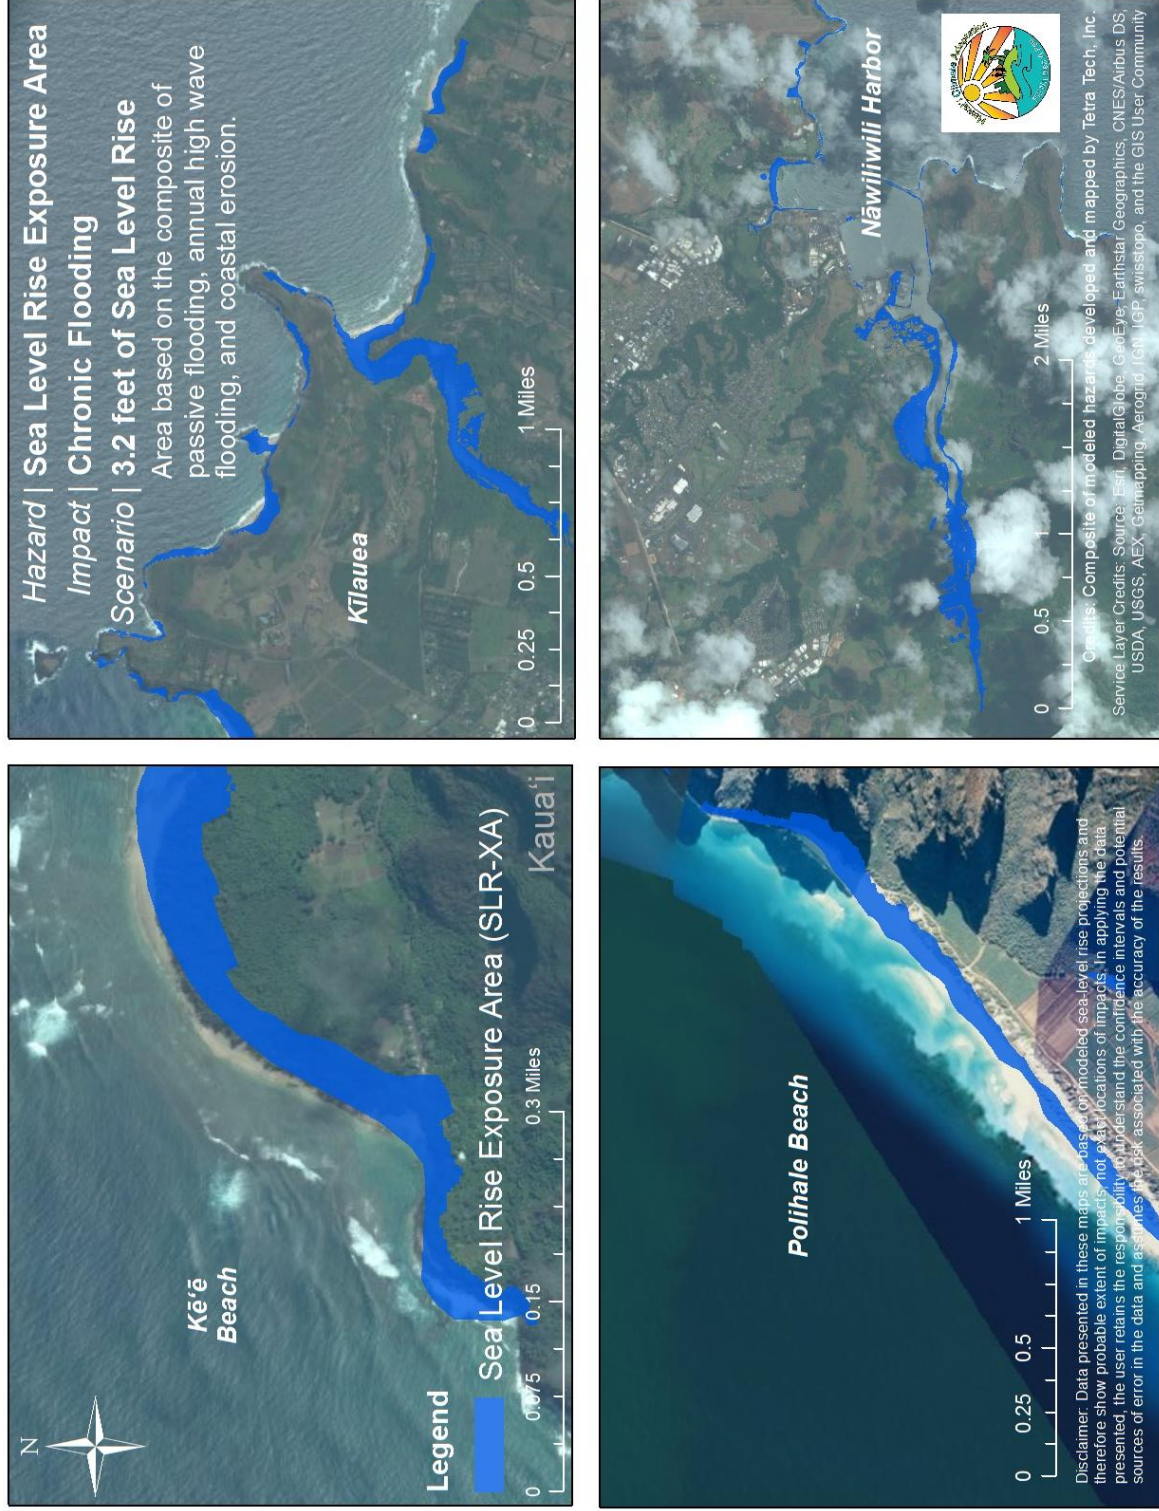 N
Kē‘ē
Beach
Legend
Sea Level Rise Exposure Area (SLR-XA)
0 0.075 0.15 0.3 Miles
Kaua‘i
Hazard | Sea Level Rise Exposure Area
Impact | Chronic Flooding
Scenario | 3.2 feet of Sea Level Rise
Area based on the composite of
passive flooding, annual high wave
flooding, and coastal erosion.
Kīlauea
0 0.25 0.5 1 Miles
Polihale Beach
0 0.25 0.5 1 Miles
Disclaimer: Data presented in these maps are based on modeled sea-level rise projections and
therefore show probable extent of impacts, not exact locations of impacts. In applying the data
presented, the user retains the responsibility to understand the confidence intervals and potential
sources of error in the data and assumes the risk associated with the accuracy of the results.
Nāwiliwili Harbor
0 0.5 1 2 Miles
Credits: Composite of modeled hazards developed and mapped by Tetra Tech, Inc.
Service Layer Credits: Source: Esri, DigitalGlobe, GeoEye, Earthstar Geographics, CNES/Airbus DS,
USDA, USGS, AEX, Getmapping, Aerogrid, IGN, IGP, swisstopo, and the GIS User Community